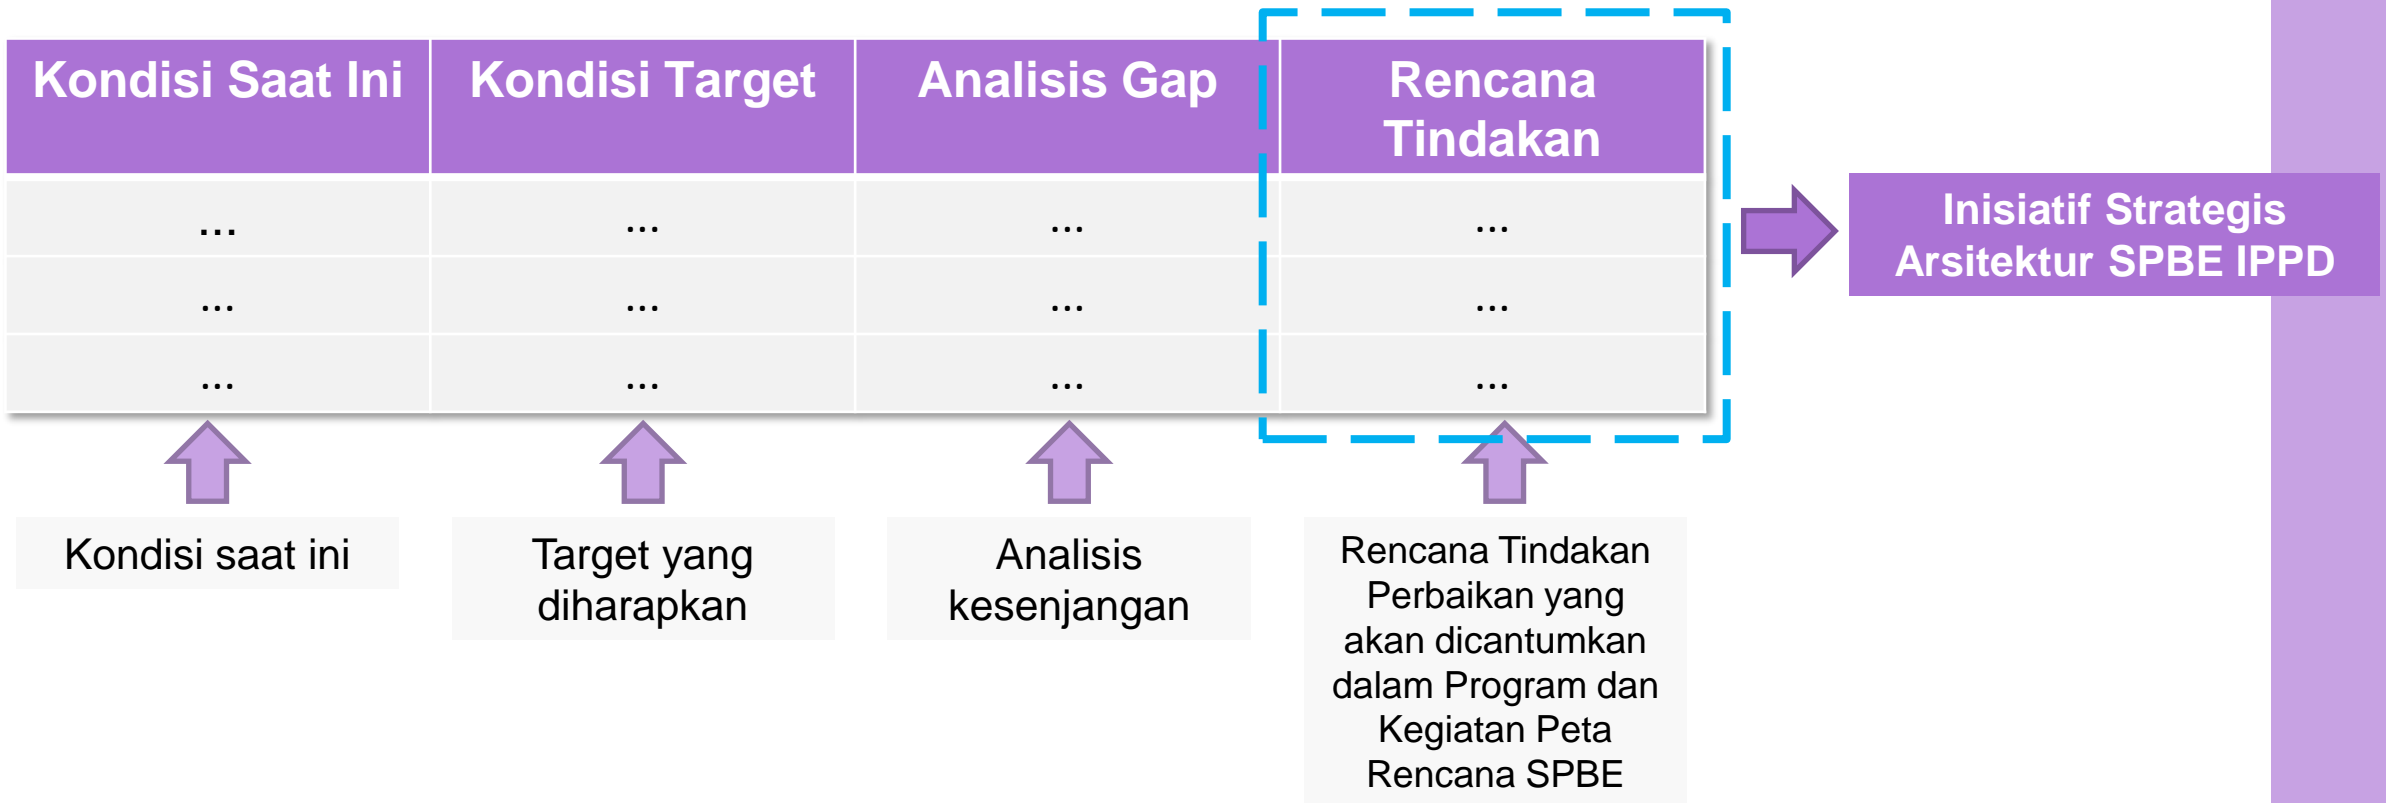 Kondisi Saat Ini
Kondisi Target
Analisis Gap
Rencana
Tindakan
...
...
...
...
...
...
...
...
...
...
...
...
Inisiatif Strategis
Arsitektur SPBE IPPD
Kondisi saat ini
Target yang
diharapkan
Analisis
kesenjangan
Rencana Tindakan
Perbaikan yang
akan dicantumkan
dalam Program dan
Kegiatan Peta
Rencana SPBE